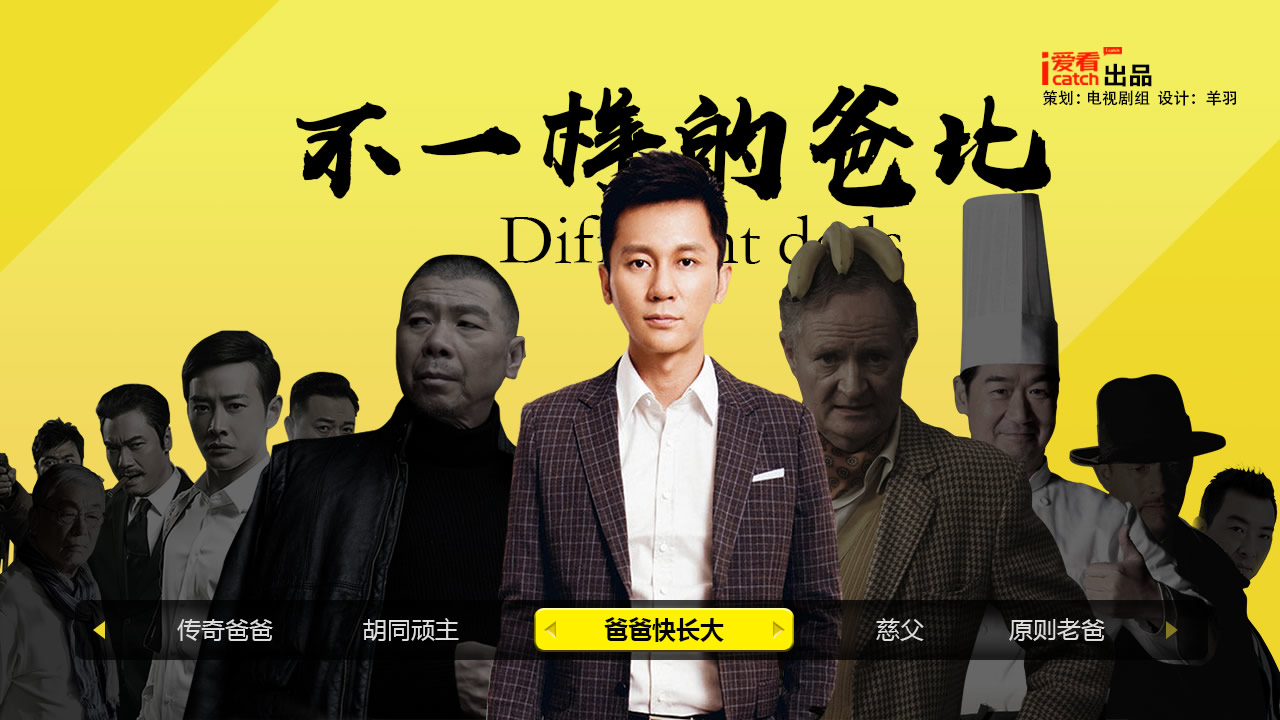 i爱看
catch 出品
策划：电视剧组 设计：羊羽
不一样的爸比
传奇爸爸 胡同顽主 爸爸快长大 慈父 原则老爸